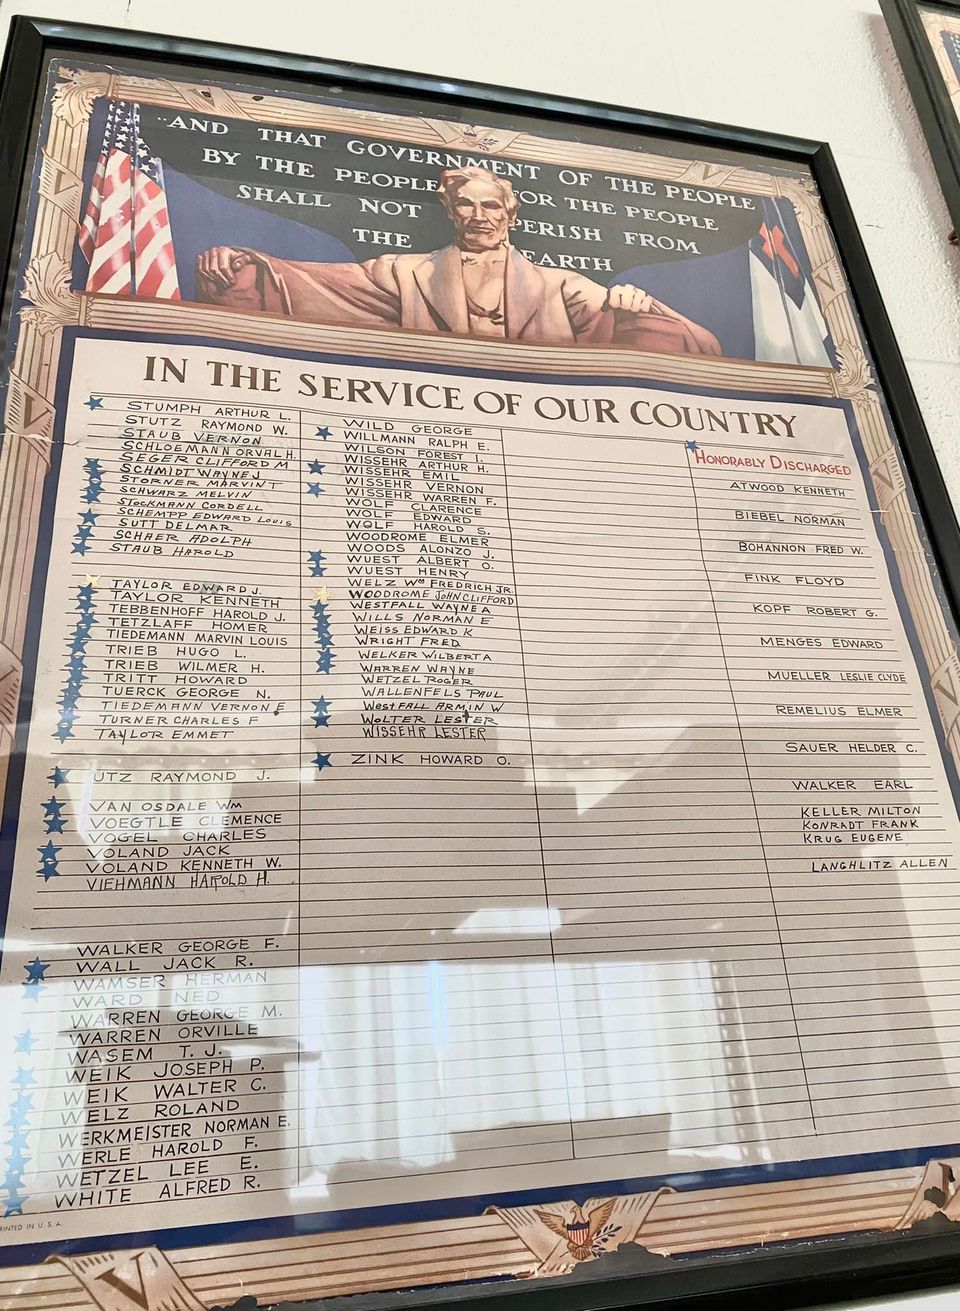 "AND THAT GOVERNMENT OF THE PEOPLE
BY THE PEOPLE FOR THE PEOPLE
SHALL NOT PERISH FROM
THE EARTH
IN THE SERVICE OF OUR COUNTRY
STUMPH ARTHUR L.
STUTZ RAYMOND W.
STAUB VERNON
SCHLOEMANN ORVAL H.
SEGER CLIFFORD M
SCHMIDT WAYNE J
STORNER MARVIN T
SCHWARZ MELVIN
STOCKMANN CORDELL
SCHEMPP EDWARD LOUIS
SUTT DELMAR
SCHAER ADOLPH
STAUB HAROLD
TAYLOR EDWARD J.
TAYLOR KENNETH
TEBBENHOFF HAROLD J.
TETZLAFF HOMER
TIEDEMANN MARVIN LOUIS
TRIEB HUGO L.
TRIEB WILMER H.
TRITT HOWARD
TUERCK GEORGE N.
TIEDEMANN VERNON E
TURNER CHARLES F
TAYLOR EMMET
UTZ RAYMOND J.
VAN OSDALE WM
VOEGTLE CLEMENCE
VOGEL CHARLES
VOLAND JACK
VOLAND KENNETH W.
VIEHMANN HAROLD H.
WALKER GEORGE F.
WALL JACK R.
WAMSER HERMAN
WARD NED
WARREN GEORGE M.
WARREN ORVILLE
WASEM T. J.
WEIK JOSEPH P.
WEIK WALTER C.
WELZ ROLAND
WERKMEISTER NORMAN E.
WERLE HAROLD F.
WETZEL LEE E.
WHITE ALFRED R.
WILD GEORGE
WILLMANN RALPH E.
WILSON FOREST I.
WISSEHR ARTHUR H.
WISSEHR EMIL
WISSEHR VERNON
WISSEHR WARREN F.
WOLF CLARENCE
WOLF EDWARD
WOLF HAROLD S.
WOODROME ELMER
WOODS ALONZO J.
WUEST ALBERT O.
WUEST HENRY
WELZ WM FREDRICH JR.
WOODROME JOHN CLIFFORD
WESTFALL WAYNE A
WILLS NORMAN E
WEISS EDWARD K
WRIGHT FRED
WELKER WILBERT A
WARREN WAYNE
WETZEL ROGER
WALLENFELS PAUL
WESTFALL ARMIN W
WOLTER LESTER
WISSEHR LESTER
ZINK HOWARD O.
HONORABLY DISCHARGED
ATWOOD KENNETH
BIEBEL NORMAN
BOHANNON FRED W.
FINK FLOYD
KOPF ROBERT G.
MENGES EDWARD
MUELLER LESLIE CLYDE
REMELIUS ELMER
SAUER HELDER C.
WALKER EARL
KELLER MILTON
KONRADT FRANK
KRUG EUGENE
LANGHLITZ ALLEN
PRINTED IN U. S. A.